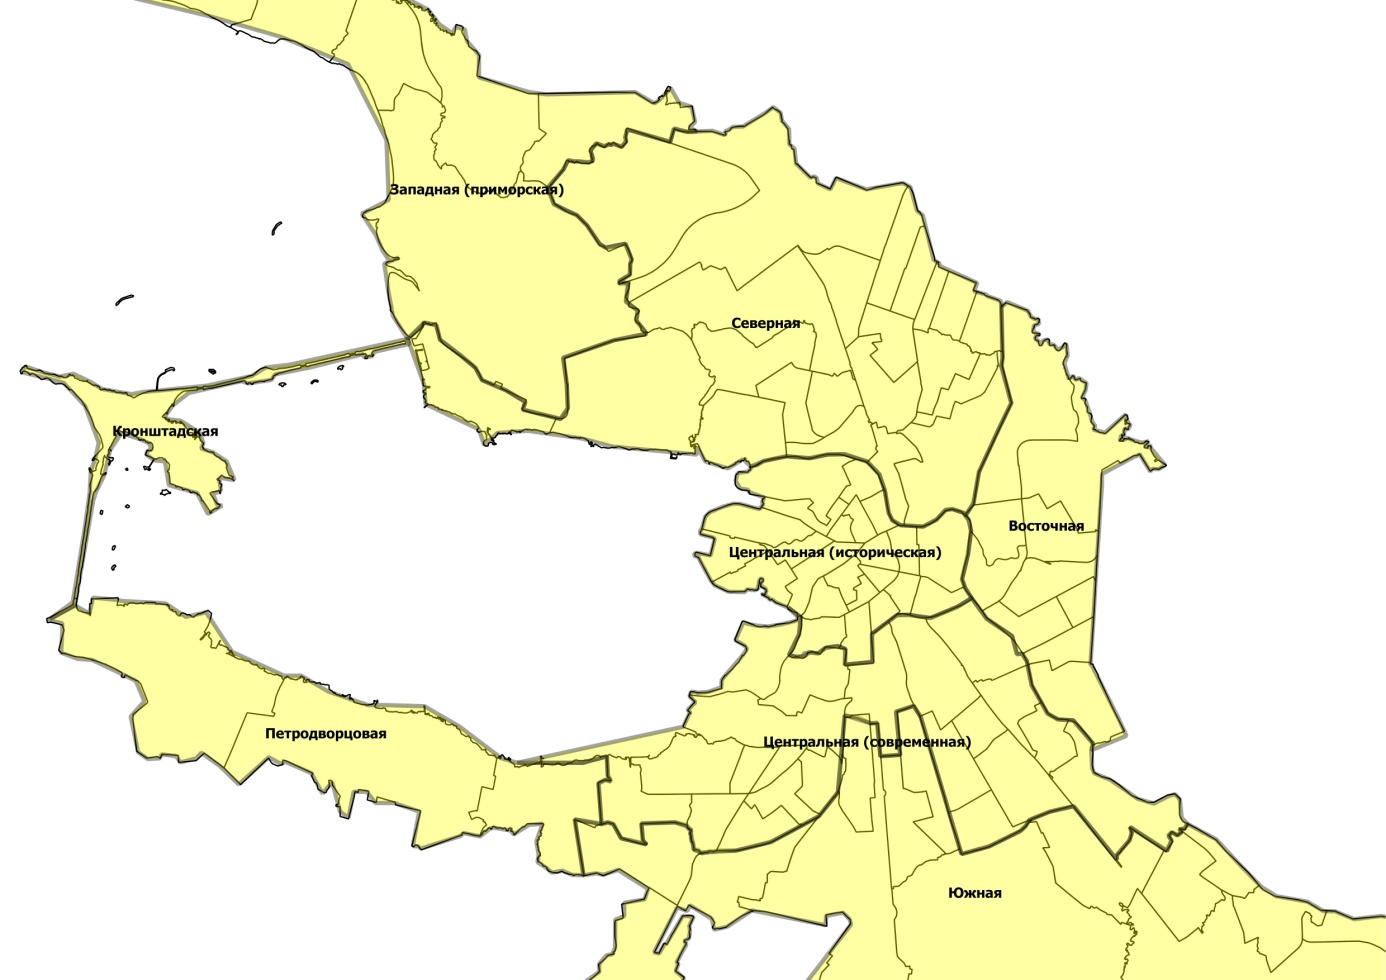 Западная (приморская)
Северная
Кронштадская
Восточная
Центральная (историческая)
Петродворцовая
Центральная (современная)
Южная